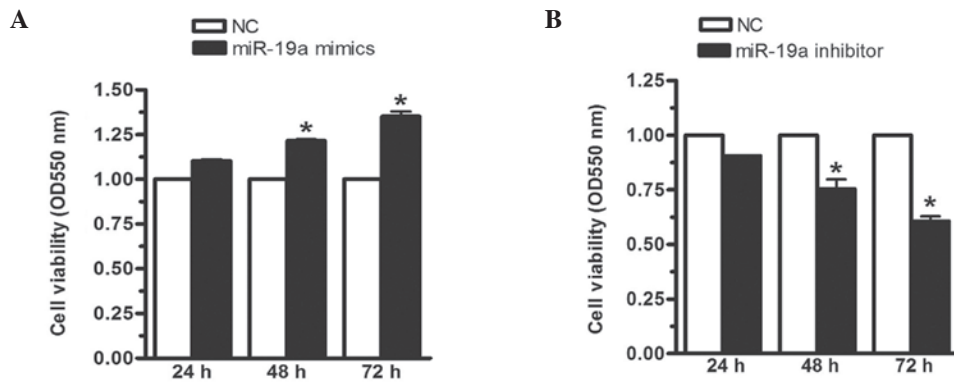 A
NC
miR-19a mimics
Cell viability (OD550 nm)
1.50
1.25
1.00
0.75
0.50
0.25
0.00
*
*
24 h 48 h 72 h
B
NC
miR-19a inhibitor
Cell viability (OD550 nm)
1.25
1.00
0.75
0.50
0.25
0.00
*
*
24 h 48 h 72 h